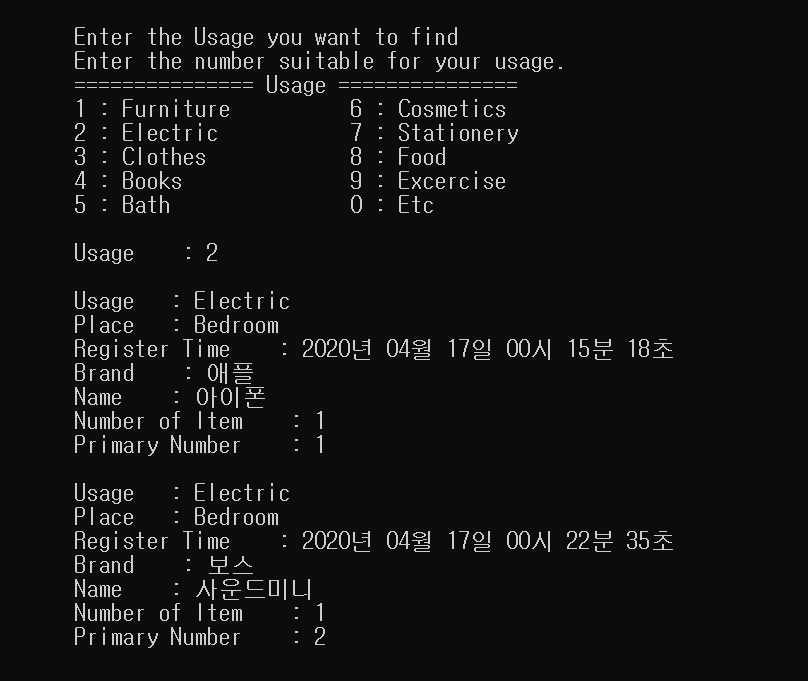 Enter the Usage you want to find
Enter the number suitable for your usage.
=============== Usage ===============
1 : Furniture          6 : Cosmetics
2 : Electric           7 : Stationery
3 : Clothes            8 : Food
4 : Books              9 : Excercise
5 : Bath               0 : Etc
Usage    : 2
Usage   : Electric
Place   : Bedroom
Register Time    : 2020년 04월 17일 00시 15분 18초
Brand    : 애플
Name    : 아이폰
Number of Item    : 1
Primary Number    : 1
Usage   : Electric
Place   : Bedroom
Register Time    : 2020년 04월 17일 00시 22분 35초
Brand    : 보스
Name    : 사운드미니
Number of Item    : 1
Primary Number    : 2